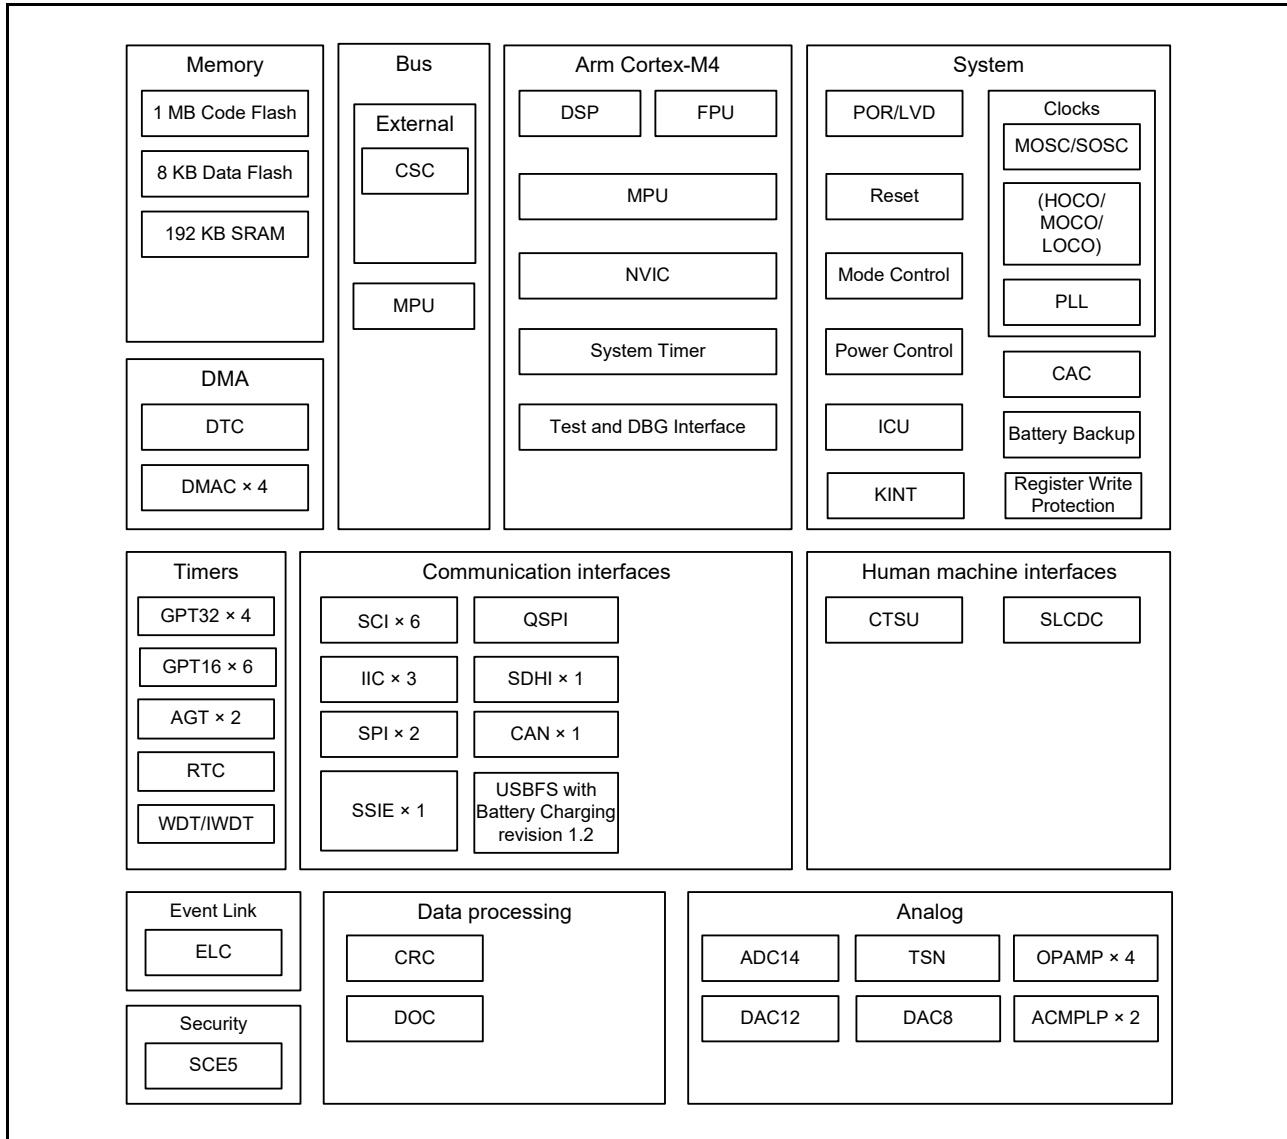 Memory
1 MB Code Flash
8 KB Data Flash
192 KB SRAM
DMA
DTC
DMAC × 4
Bus
External
CSC
MPU
Arm Cortex-M4
DSP
FPU
MPU
NVIC
System Timer
Test and DBG Interface
System
POR/LVD
Reset
Mode Control
Power Control
ICU
KINT
Clocks
MOSC/SOSC
(HOCO/
MOCO/
LOCO)
PLL
CAC
Battery Backup
Register Write
Protection
Timers
GPT32 × 4
GPT16 × 6
AGT × 2
RTC
WDT/IWDT
Communication interfaces
SCI × 6
QSPI
IIC × 3
SDHI × 1
SPI × 2
CAN × 1
SSIE × 1
USBFS with
Battery Charging
revision 1.2
Human machine interfaces
CTSU
SLCDC
Event Link
ELC
Security
SCE5
Data processing
CRC
DOC
Analog
ADC14
TSN
OPAMP × 4
DAC12
DAC8
ACMPLP × 2